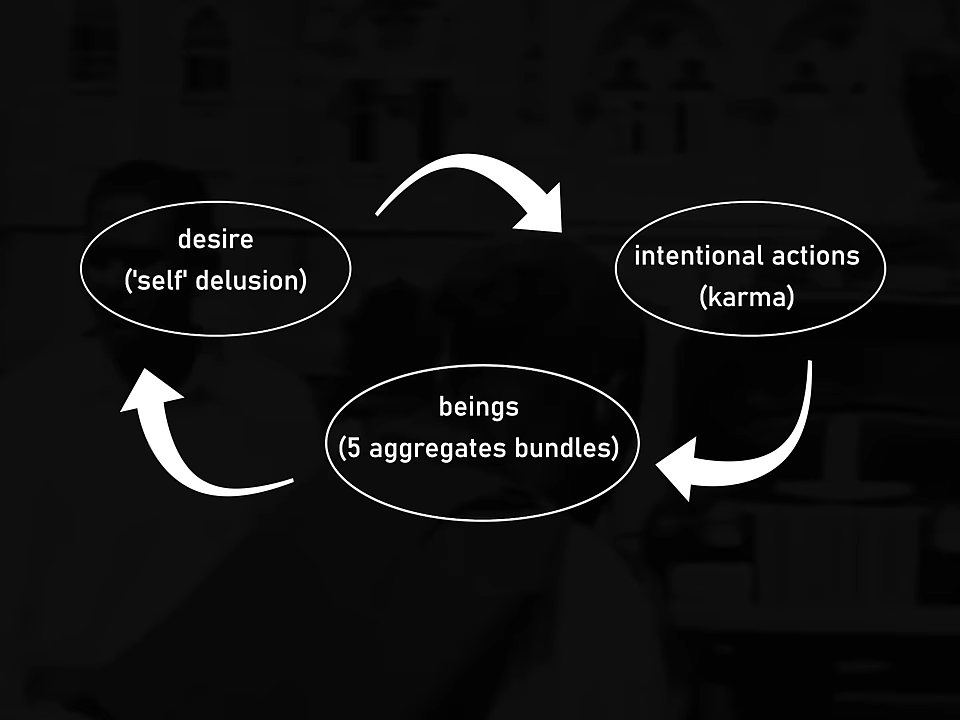 desire
('self' delusion)
intentional actions
(karma)
beings
(5 aggregates bundles)